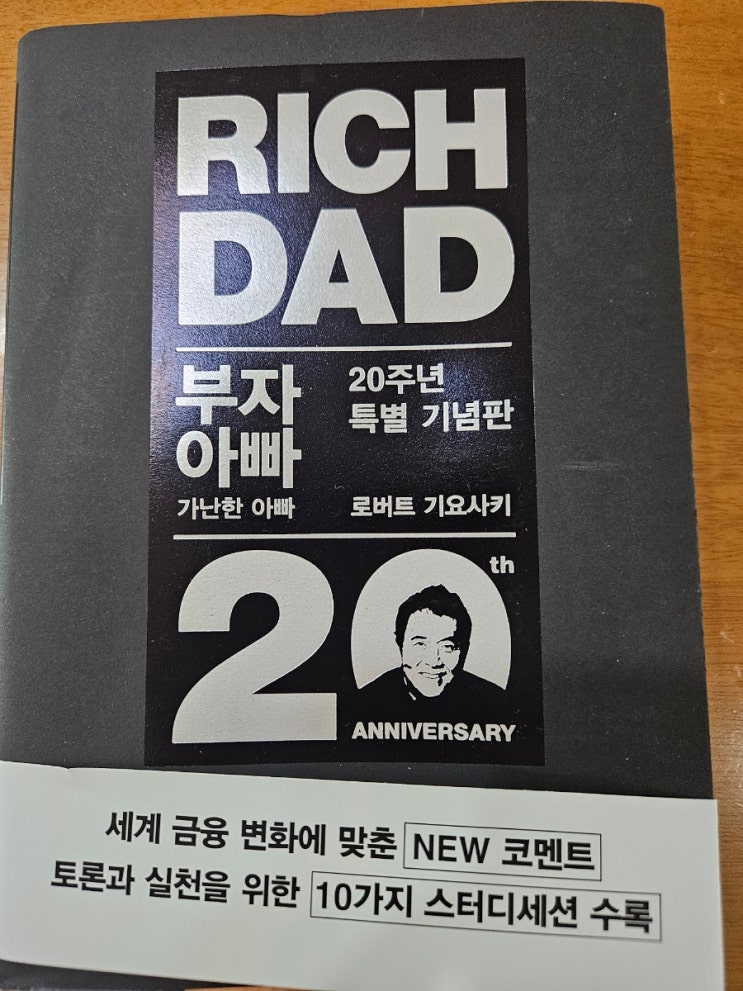 RICH
DAD
부자
아빠
가난한 아빠
20주년
특별 기념판
로버트 기요사키
20th
ANNIVERSARY
세계 금융 변화에 맞춘 NEW 코멘트
토론과 실천을 위한 10가지 스터디세션 수록